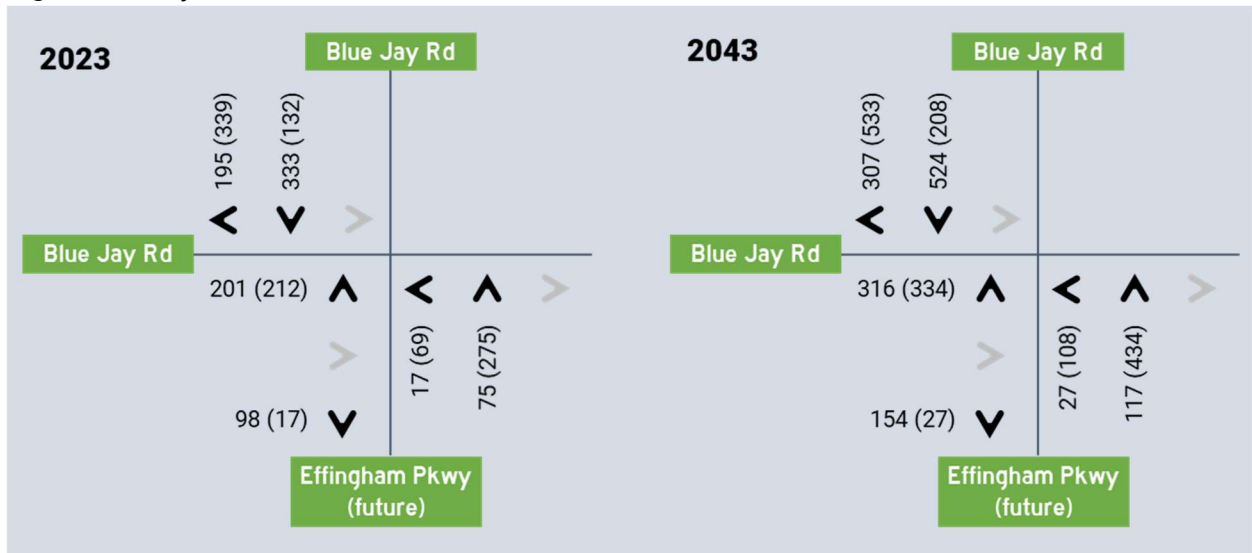 2023
Blue Jay Rd
195 (339)
333 (132)
Blue Jay Rd
201 (212)
17 (69)
75 (275)
98 (17)
Effingham Pkwy
(future)
2043
Blue Jay Rd
307 (533)
524 (208)
Blue Jay Rd
316 (334)
27 (108)
117 (434)
154 (27)
Effingham Pkwy
(future)